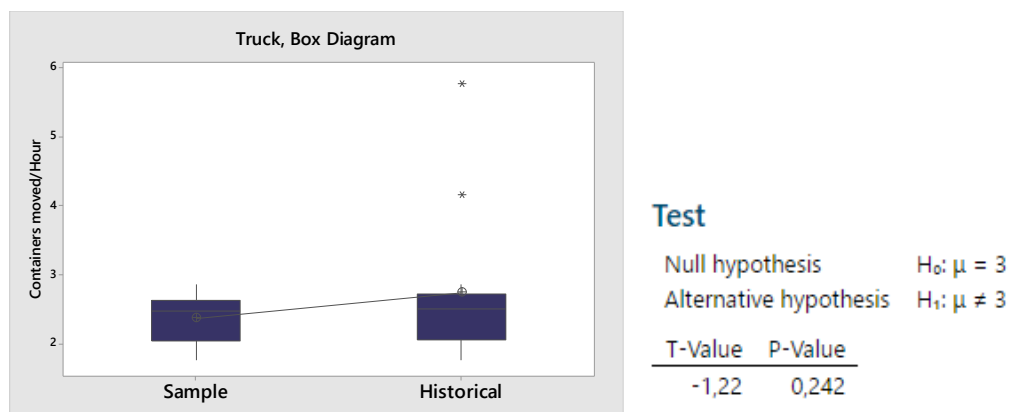 Truck, Box Diagram
6
5
4
3
2
Containers moved/Hour
Sample Historical
Test
Null hypothesis H₀: μ = 3
Alternative hypothesis H₁: μ ≠ 3
T-Value P-Value
-1,22 0,242